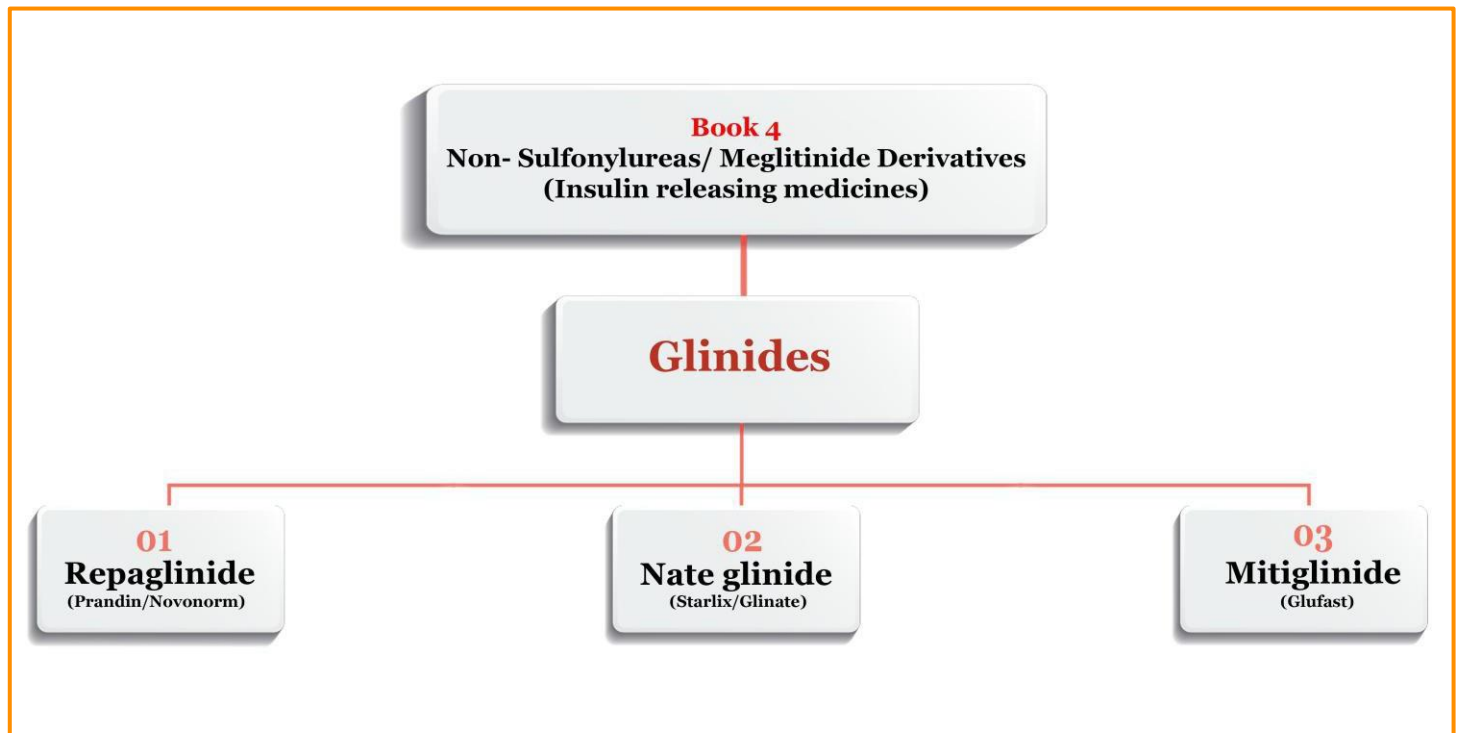 Book 4
Non- Sulfonylureas/ Meglitinide Derivatives
(Insulin releasing medicines)
Glinides
01
Repaglinide
(Prandin/Novonorm)
02
Nate glinide
(Starlix/Glinate)
03
Mitiglinide
(Glufast)